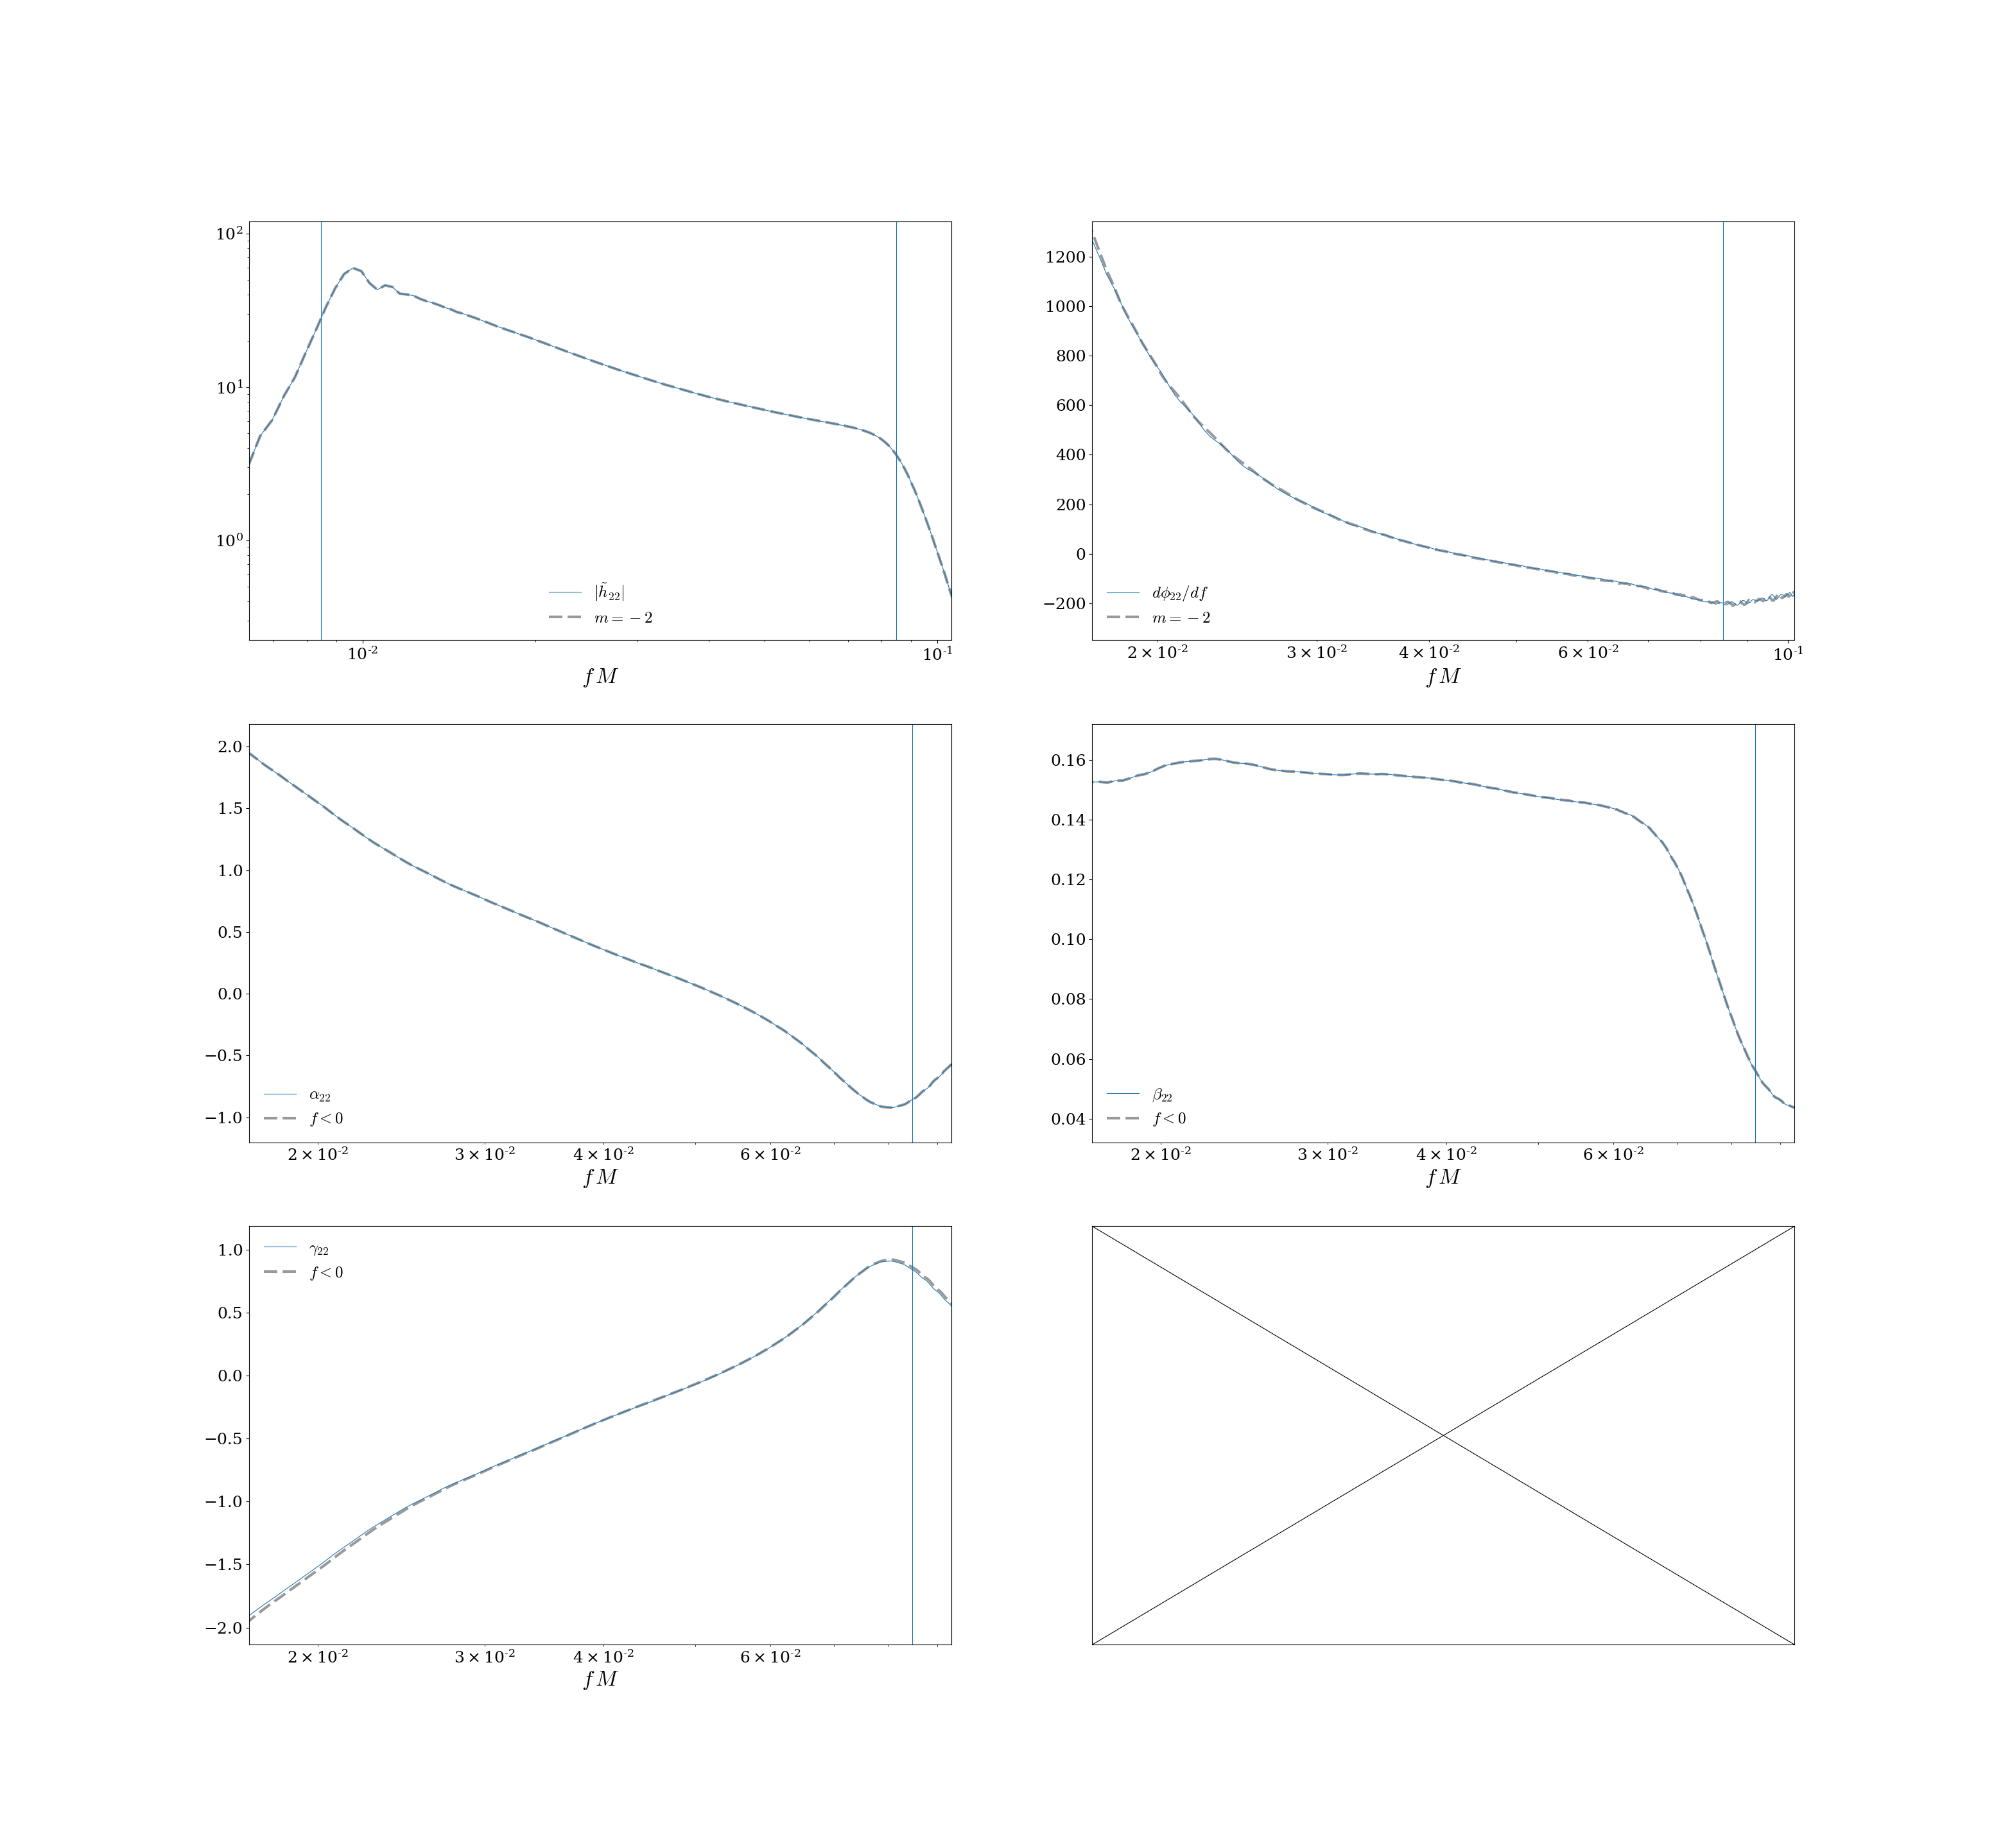 10²
10¹
10⁰
|h̃₂₂|
m = −2
10⁻² 10⁻¹
fM
1200
1000
800
600
400
200
0
−200
dϕ₂₂/df
m = −2
2 × 10⁻² 3 × 10⁻² 4 × 10⁻² 6 × 10⁻² 10⁻¹
fM
2.0
1.5
1.0
0.5
0.0
−0.5
−1.0
α₂₂
f < 0
2 × 10⁻² 3 × 10⁻² 4 × 10⁻² 6 × 10⁻²
fM
0.16
0.14
0.12
0.10
0.08
0.06
0.04
β₂₂
f < 0
2 × 10⁻² 3 × 10⁻² 4 × 10⁻² 6 × 10⁻²
fM
γ₂₂
f < 0
1.0
0.5
0.0
−0.5
−1.0
−1.5
−2.0
2 × 10⁻² 3 × 10⁻² 4 × 10⁻² 6 × 10⁻²
fM